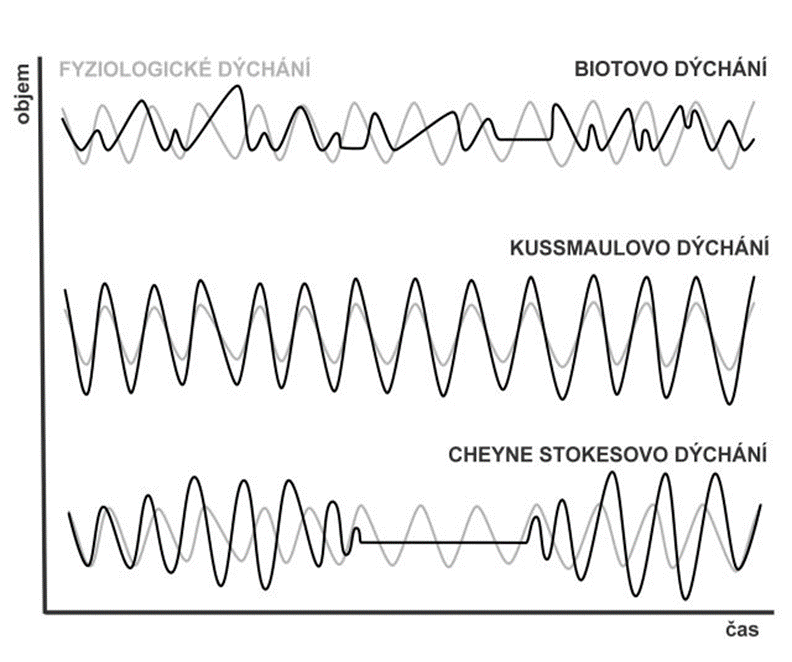 objem
FYZIOLOGICKÉ DÝCHÁNÍ
BIOTOVO DÝCHÁNÍ
KUSSMAULOVO DÝCHÁNÍ
CHEYNE STOKESOVO DÝCHÁNÍ
čas